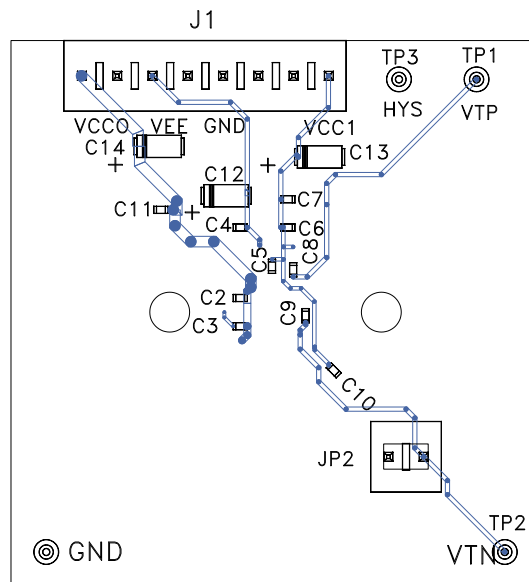 J1
TP3
TP1
HYS
VTP
VCCO VEE GND VCC1
C14
+
C13
+
C12
C7
C11
+
C4
C6
C5
C8
C2
C9
C3
C10
JP2
TP2
GND
VTN